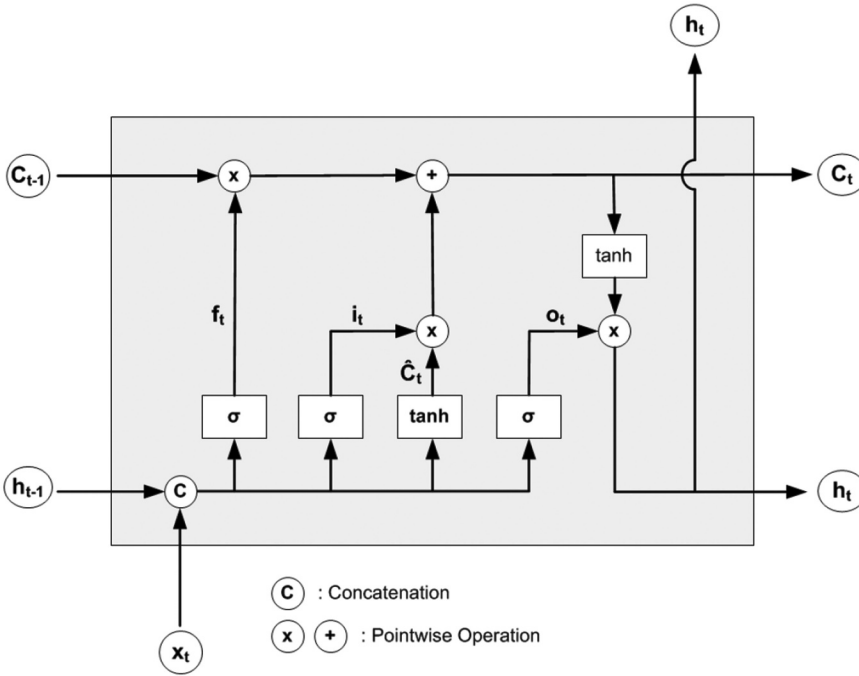 hₜ
Cₜ₋₁
x
+
Cₜ
tanh
fₜ
iₜ
x
oₜ
x
Ĉₜ
σ
σ
tanh
σ
hₜ₋₁
C
hₜ
C : Concatenation
x + : Pointwise Operation
xₜ